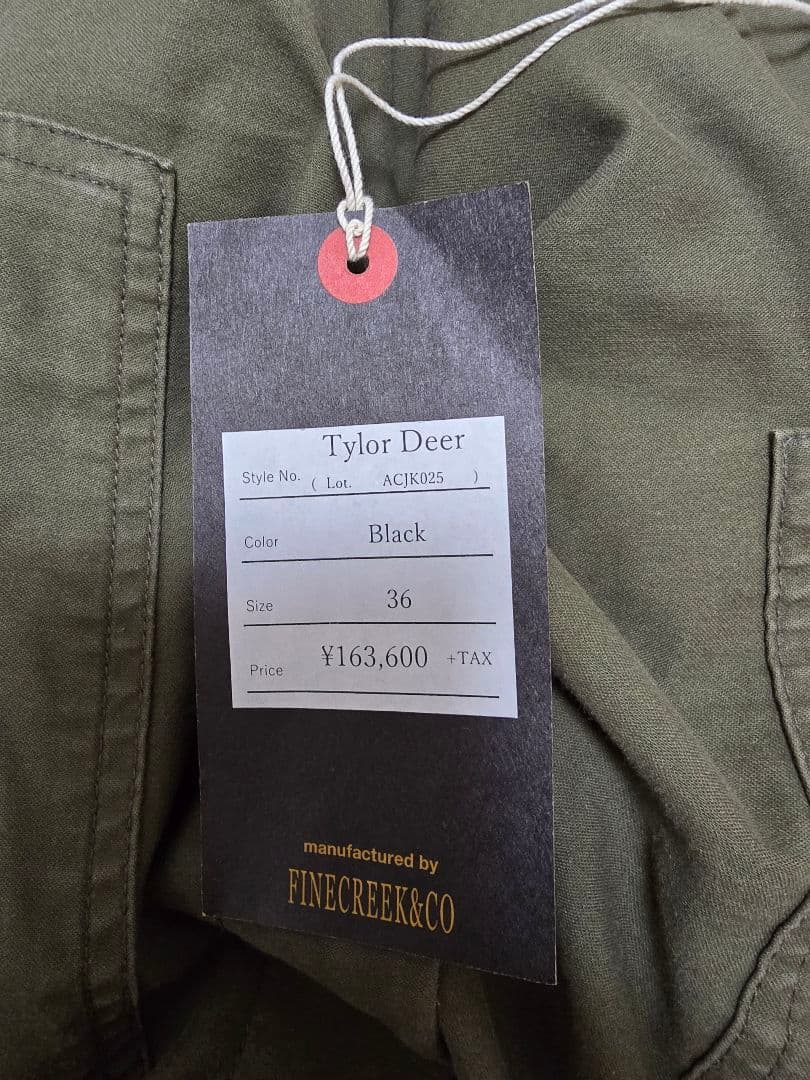 Tylor Deer
Style No. ( Lot. ACJK025 )
Color Black
Size 36
Price ¥163,600 +TAX
manufactured by
FINECREEK&CO